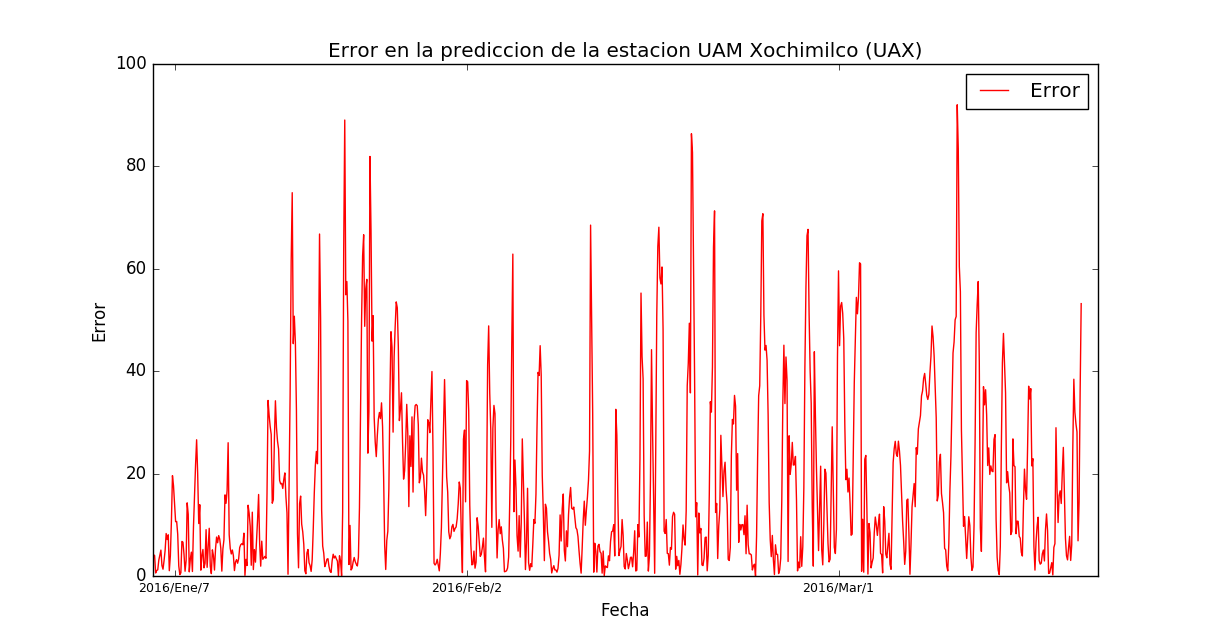 Error en la prediccion de la estacion UAM Xochimilco (UAX)
100
80
60
40
20
0
Error
Error
2016/Ene/7
2016/Feb/2
2016/Mar/1
Fecha